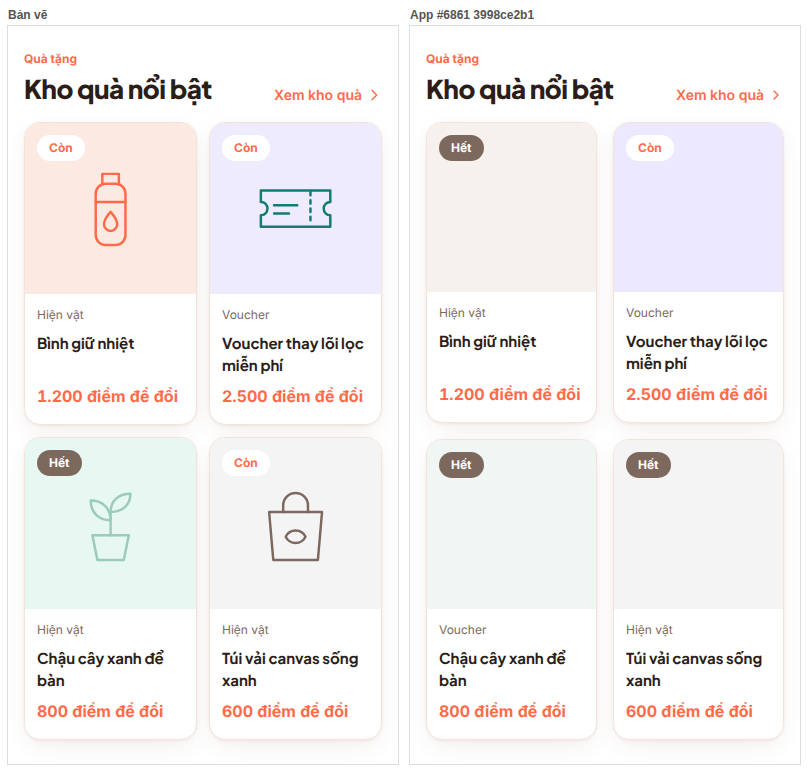 Bản vẽ
App #6861 3998ce2b1
Quà tặng
Kho quà nổi bật
Xem kho quà
Còn
Còn
Hiện vật
Voucher
Bình giữ nhiệt
Voucher thay lõi lọc
miễn phí
1.200 điểm để đổi
2.500 điểm để đổi
Hết
Còn
Hiện vật
Hiện vật
Chậu cây xanh để
bàn
Túi vải canvas sống
xanh
800 điểm để đổi
600 điểm để đổi
Quà tặng
Kho quà nổi bật
Xem kho quà
Hết
Còn
Hiện vật
Voucher
Bình giữ nhiệt
Voucher thay lõi lọc
miễn phí
1.200 điểm để đổi
2.500 điểm để đổi
Hết
Hết
Voucher
Hiện vật
Chậu cây xanh để
bàn
Túi vải canvas sống
xanh
800 điểm để đổi
600 điểm để đổi